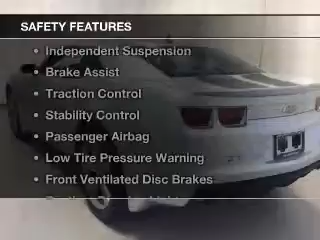 SAFETY FEATURES
• Independent Suspension
• Brake Assist
• Traction Control
• Stability Control
• Passenger Airbag
• Low Tire Pressure Warning
• Front Ventilated Disc Brakes